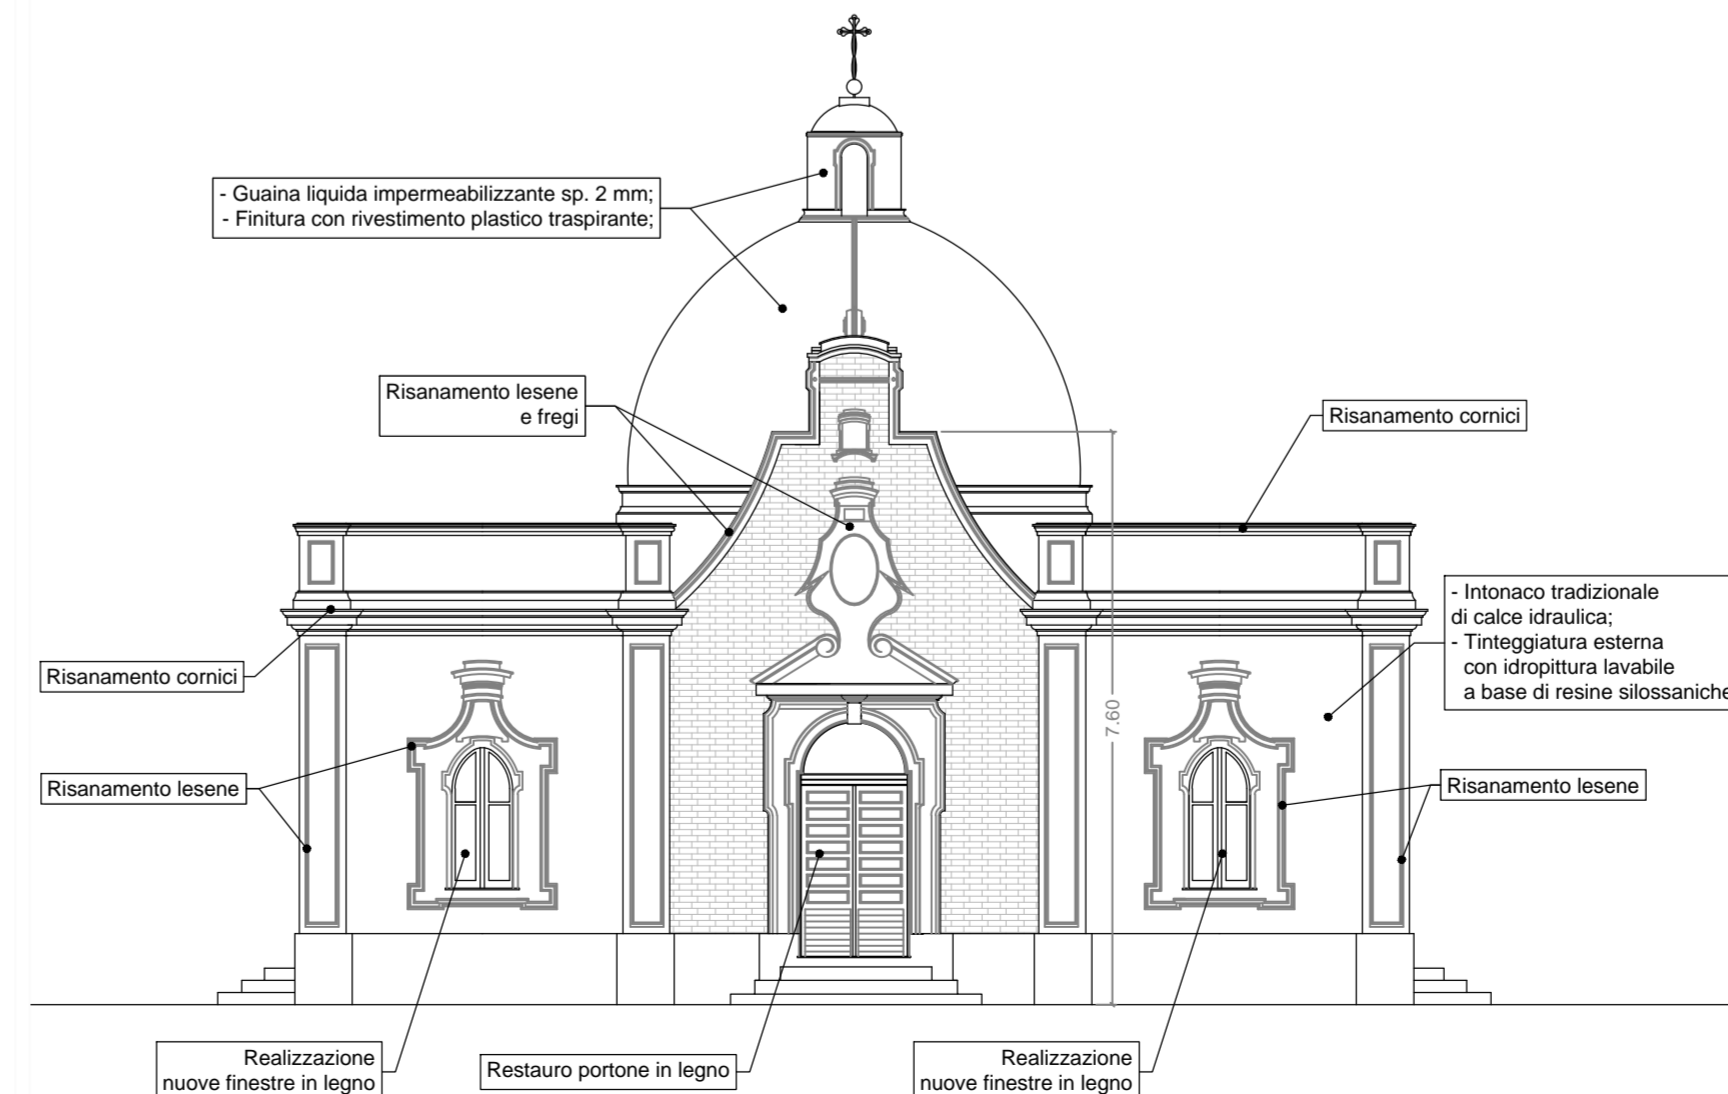 - Guaina liquida impermeabilizzante sp. 2 mm;
- Finitura con rivestimento plastico traspirante;
Risanamento lesene
e fregi
Risanamento cornici
- Intonaco tradizionale
di calce idraulica;
- Tinteggiatura esterna
con idropittura lavabile
a base di resine silossaniche
Risanamento cornici
7.60
Risanamento lesene
Risanamento lesene
Realizzazione
nuove finestre in legno
Restauro portone in legno
Realizzazione
nuove finestre in legno